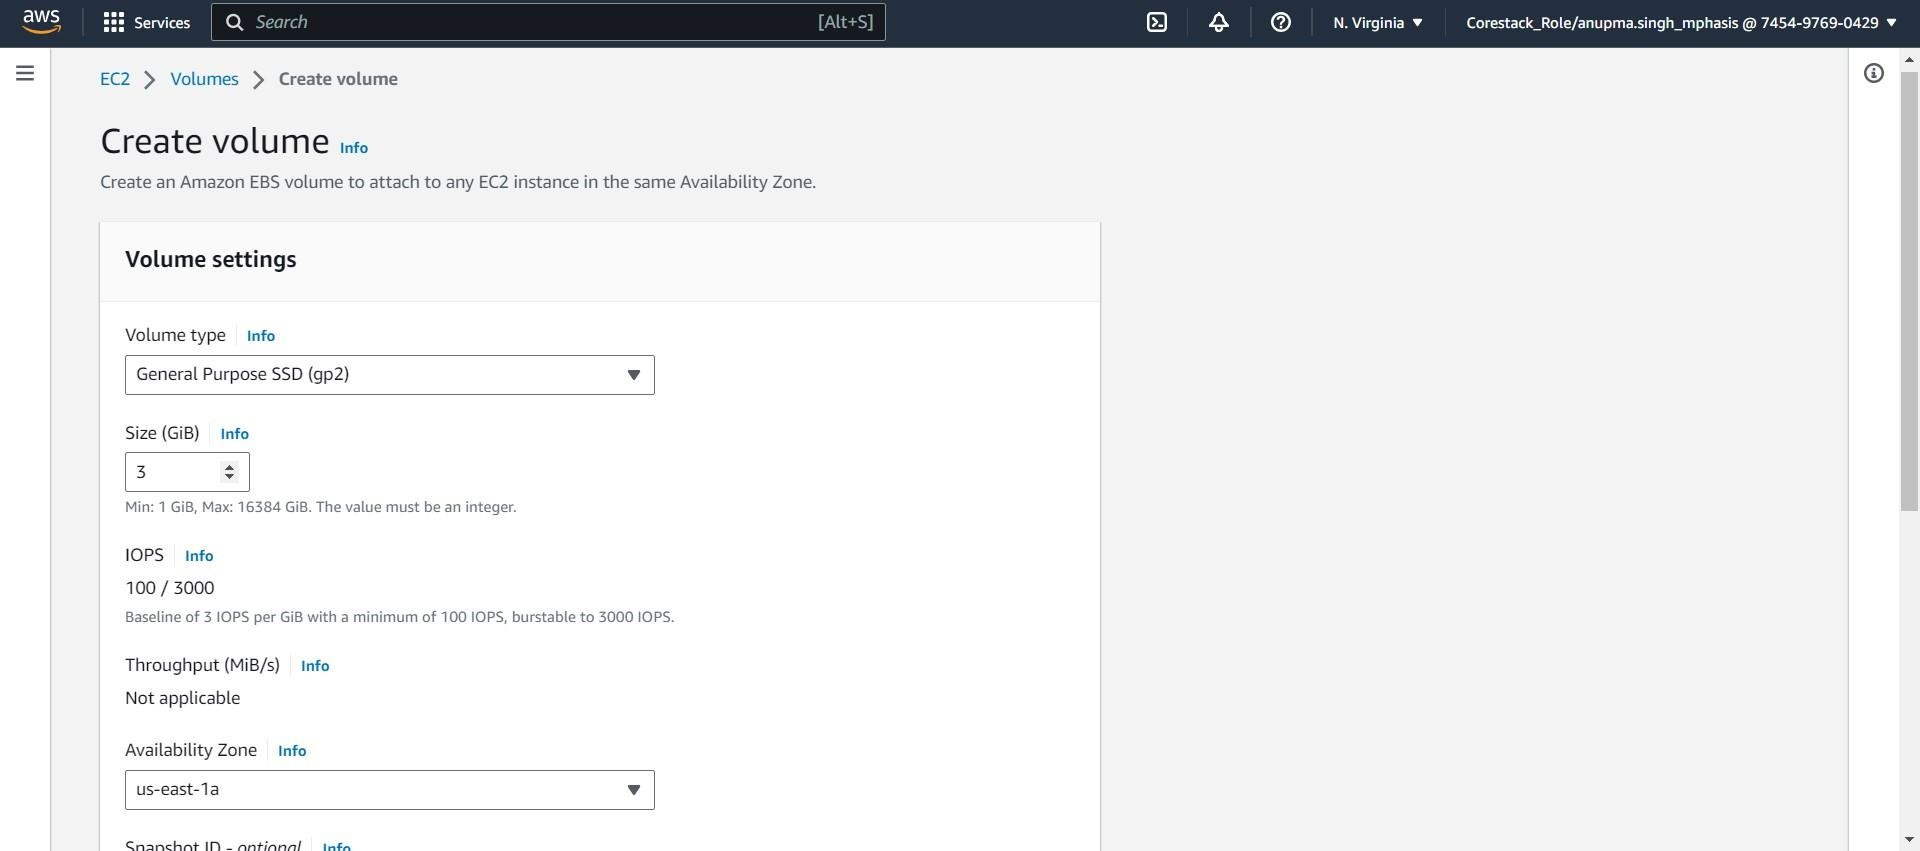 aws
Services
Search
[Alt+S]
N. Virginia
Corestack_Role/anupma.singh_mphasis @ 7454-9769-0429
EC2 Volumes Create volume
Create volume Info
Create an Amazon EBS volume to attach to any EC2 instance in the same Availability Zone.
Volume settings
Volume type Info
General Purpose SSD (gp2)
Size (GiB) Info
3
Min: 1 GiB, Max: 16384 GiB. The value must be an integer.
IOPS Info
100 / 3000
Baseline of 3 IOPS per GiB with a minimum of 100 IOPS, burstable to 3000 IOPS.
Throughput (MiB/s) Info
Not applicable
Availability Zone Info
us-east-1a
Snapshot ID - optional Info